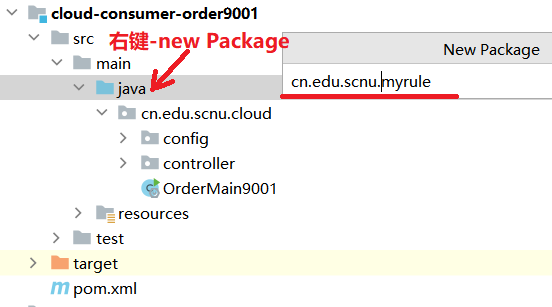 cloud-consumer-order9001
src
右键-new Package
New Package
main
cn.edu.scnu.myrule
java
cn.edu.scnu.cloud
config
controller
OrderMain9001
resources
test
target
pom.xml